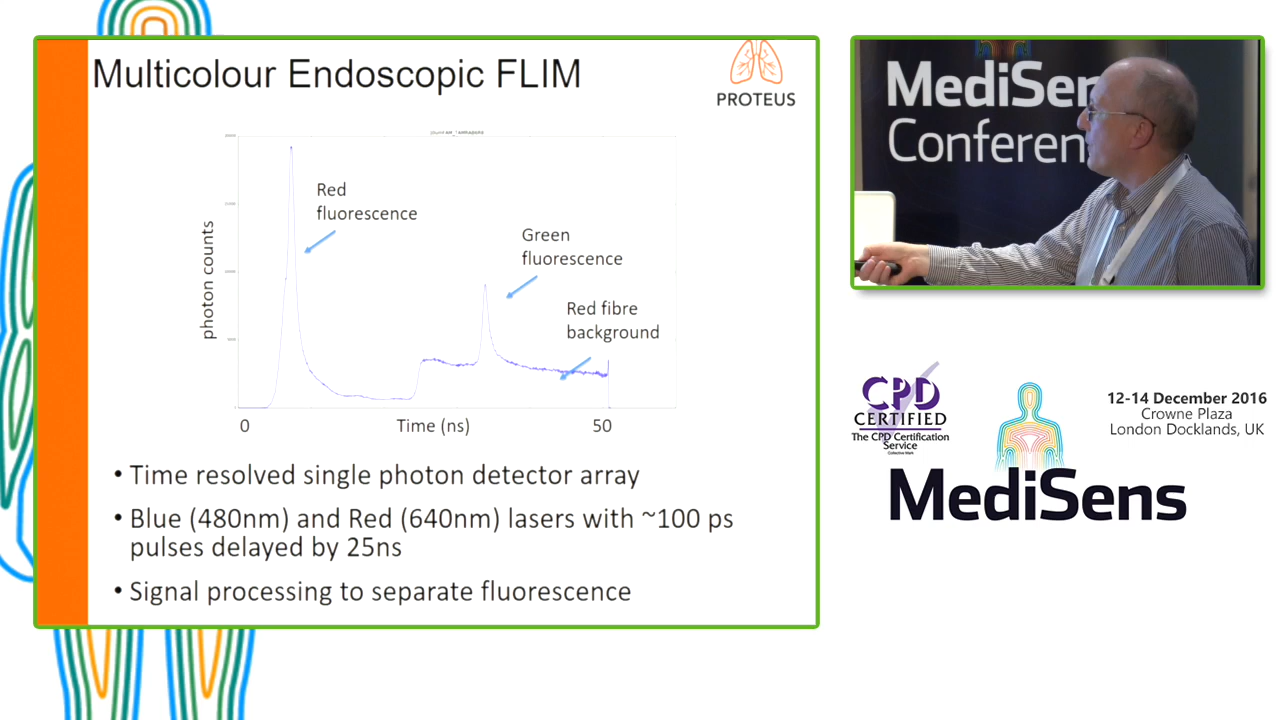 Multicolour Endoscopic FLIM
PROTEUS
Red
fluorescence
Green
fluorescence
Red fibre
background
photon counts
0
Time (ns)
50
• Time resolved single photon detector array
• Blue (480nm) and Red (640nm) lasers with ~100 ps
pulses delayed by 25ns
• Signal processing to separate fluorescence
MediSen
Conferen
CPD
CERTIFIED
The CPD Certification
Service
Collective Mark
12-14 December 2016
Crowne Plaza
London Docklands, UK
MediSens